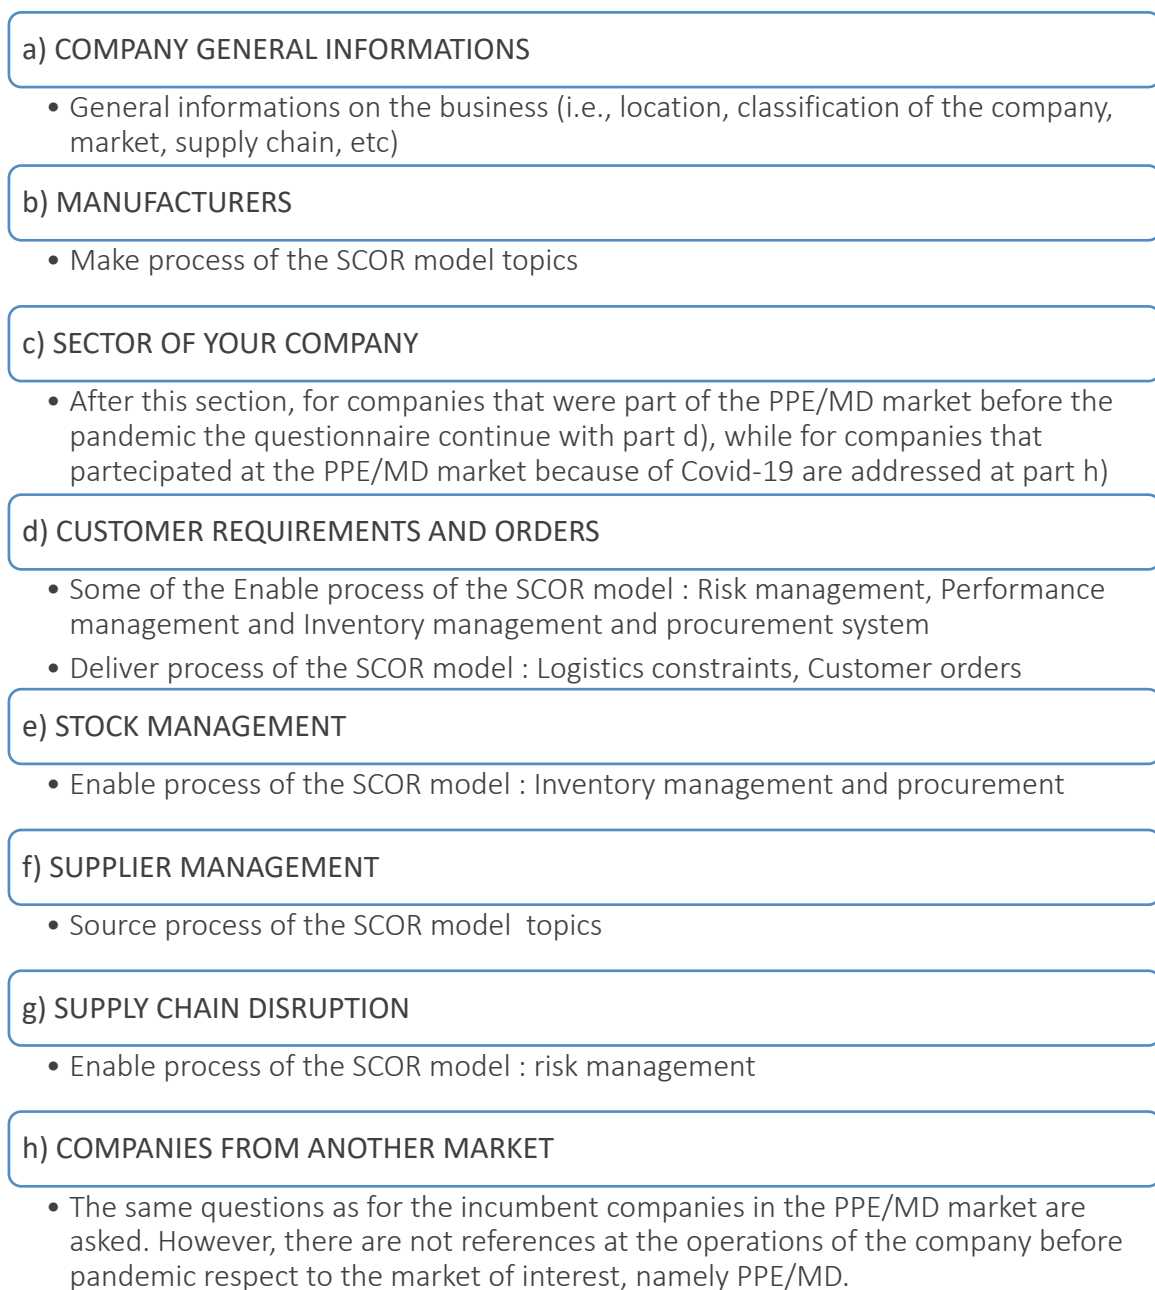 a) COMPANY GENERAL INFORMATIONS
• General informations on the business (i.e., location, classification of the company,
market, supply chain, etc)
b) MANUFACTURERS
• Make process of the SCOR model topics
c) SECTOR OF YOUR COMPANY
• After this section, for companies that were part of the PPE/MD market before the
pandemic the questionnaire continue with part d), while for companies that
partecipated at the PPE/MD market because of Covid-19 are addressed at part h)
d) CUSTOMER REQUIREMENTS AND ORDERS
• Some of the Enable process of the SCOR model : Risk management, Performance
management and Inventory management and procurement system
• Deliver process of the SCOR model : Logistics constraints, Customer orders
e) STOCK MANAGEMENT
• Enable process of the SCOR model : Inventory management and procurement
f) SUPPLIER MANAGEMENT
• Source process of the SCOR model  topics
g) SUPPLY CHAIN DISRUPTION
• Enable process of the SCOR model : risk management
h) COMPANIES FROM ANOTHER MARKET
• The same questions as for the incumbent companies in the PPE/MD market are
asked. However, there are not references at the operations of the company before
pandemic respect to the market of interest, namely PPE/MD.